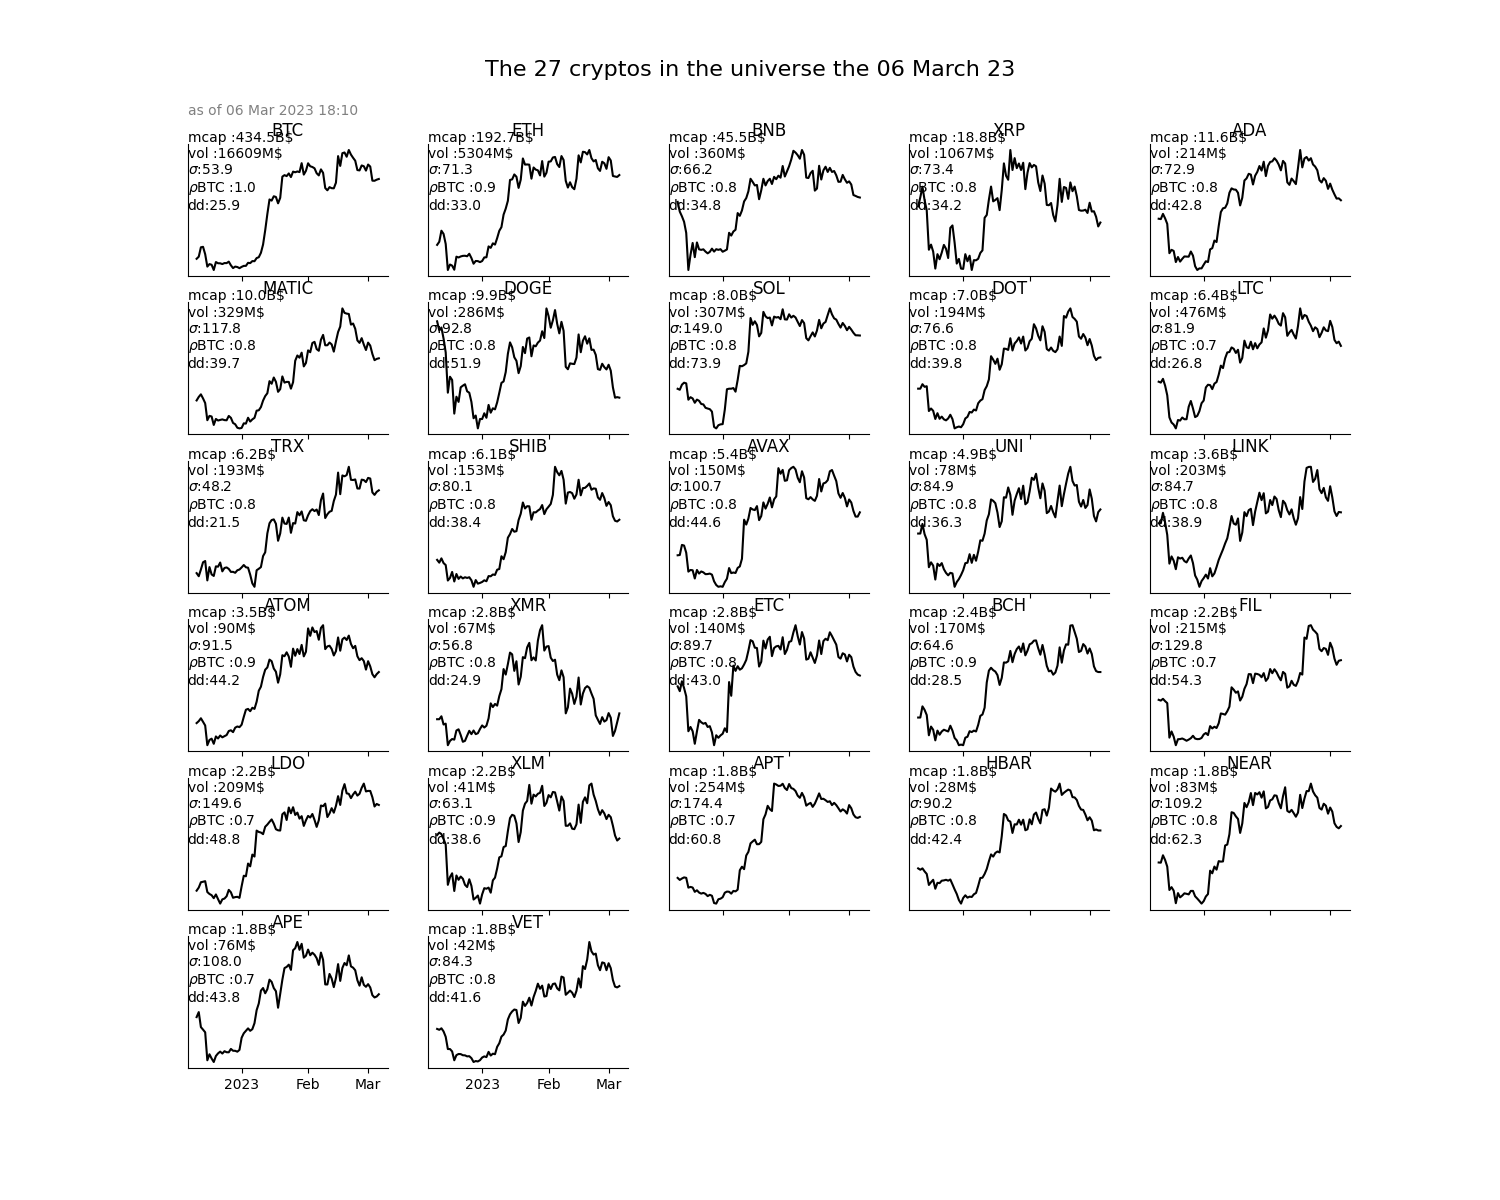 The 27 cryptos in the universe the 06 March 23
as of 06 Mar 2023 18:10
BTC
mcap :434.5B$
vol :16609M$
σ:53.9
ρBTC :1.0
dd:25.9
ETH
mcap :192.7B$
vol :5304M$
σ:71.3
ρBTC :0.9
dd:33.0
BNB
mcap :45.5B$
vol :360M$
σ:66.2
ρBTC :0.8
dd:34.8
XRP
mcap :18.8B$
vol :1067M$
σ:73.4
ρBTC :0.8
dd:34.2
ADA
mcap :11.6B$
vol :214M$
σ:72.9
ρBTC :0.8
dd:42.8
MATIC
mcap :10.0B$
vol :329M$
σ:117.8
ρBTC :0.8
dd:39.7
DOGE
mcap :9.9B$
vol :286M$
σ:92.8
ρBTC :0.8
dd:51.9
SOL
mcap :8.0B$
vol :307M$
σ:149.0
ρBTC :0.8
dd:73.9
DOT
mcap :7.0B$
vol :194M$
σ:76.6
ρBTC :0.8
dd:39.8
LTC
mcap :6.4B$
vol :476M$
σ:81.9
ρBTC :0.7
dd:26.8
TRX
mcap :6.2B$
vol :193M$
σ:48.2
ρBTC :0.8
dd:21.5
SHIB
mcap :6.1B$
vol :153M$
σ:80.1
ρBTC :0.8
dd:38.4
AVAX
mcap :5.4B$
vol :150M$
σ:100.7
ρBTC :0.8
dd:44.6
UNI
mcap :4.9B$
vol :78M$
σ:84.9
ρBTC :0.8
dd:36.3
LINK
mcap :3.6B$
vol :203M$
σ:84.7
ρBTC :0.8
dd:38.9
ATOM
mcap :3.5B$
vol :90M$
σ:91.5
ρBTC :0.9
dd:44.2
XMR
mcap :2.8B$
vol :67M$
σ:56.8
ρBTC :0.8
dd:24.9
ETC
mcap :2.8B$
vol :140M$
σ:89.7
ρBTC :0.8
dd:43.0
BCH
mcap :2.4B$
vol :170M$
σ:64.6
ρBTC :0.9
dd:28.5
FIL
mcap :2.2B$
vol :215M$
σ:129.8
ρBTC :0.7
dd:54.3
LDO
mcap :2.2B$
vol :209M$
σ:149.6
ρBTC :0.7
dd:48.8
XLM
mcap :2.2B$
vol :41M$
σ:63.1
ρBTC :0.9
dd:38.6
APT
mcap :1.8B$
vol :254M$
σ:174.4
ρBTC :0.7
dd:60.8
HBAR
mcap :1.8B$
vol :28M$
σ:90.2
ρBTC :0.8
dd:42.4
NEAR
mcap :1.8B$
vol :83M$
σ:109.2
ρBTC :0.8
dd:62.3
APE
mcap :1.8B$
vol :76M$
σ:108.0
ρBTC :0.7
dd:43.8
VET
mcap :1.8B$
vol :42M$
σ:84.3
ρBTC :0.8
dd:41.6
2023 Feb Mar
2023 Feb Mar